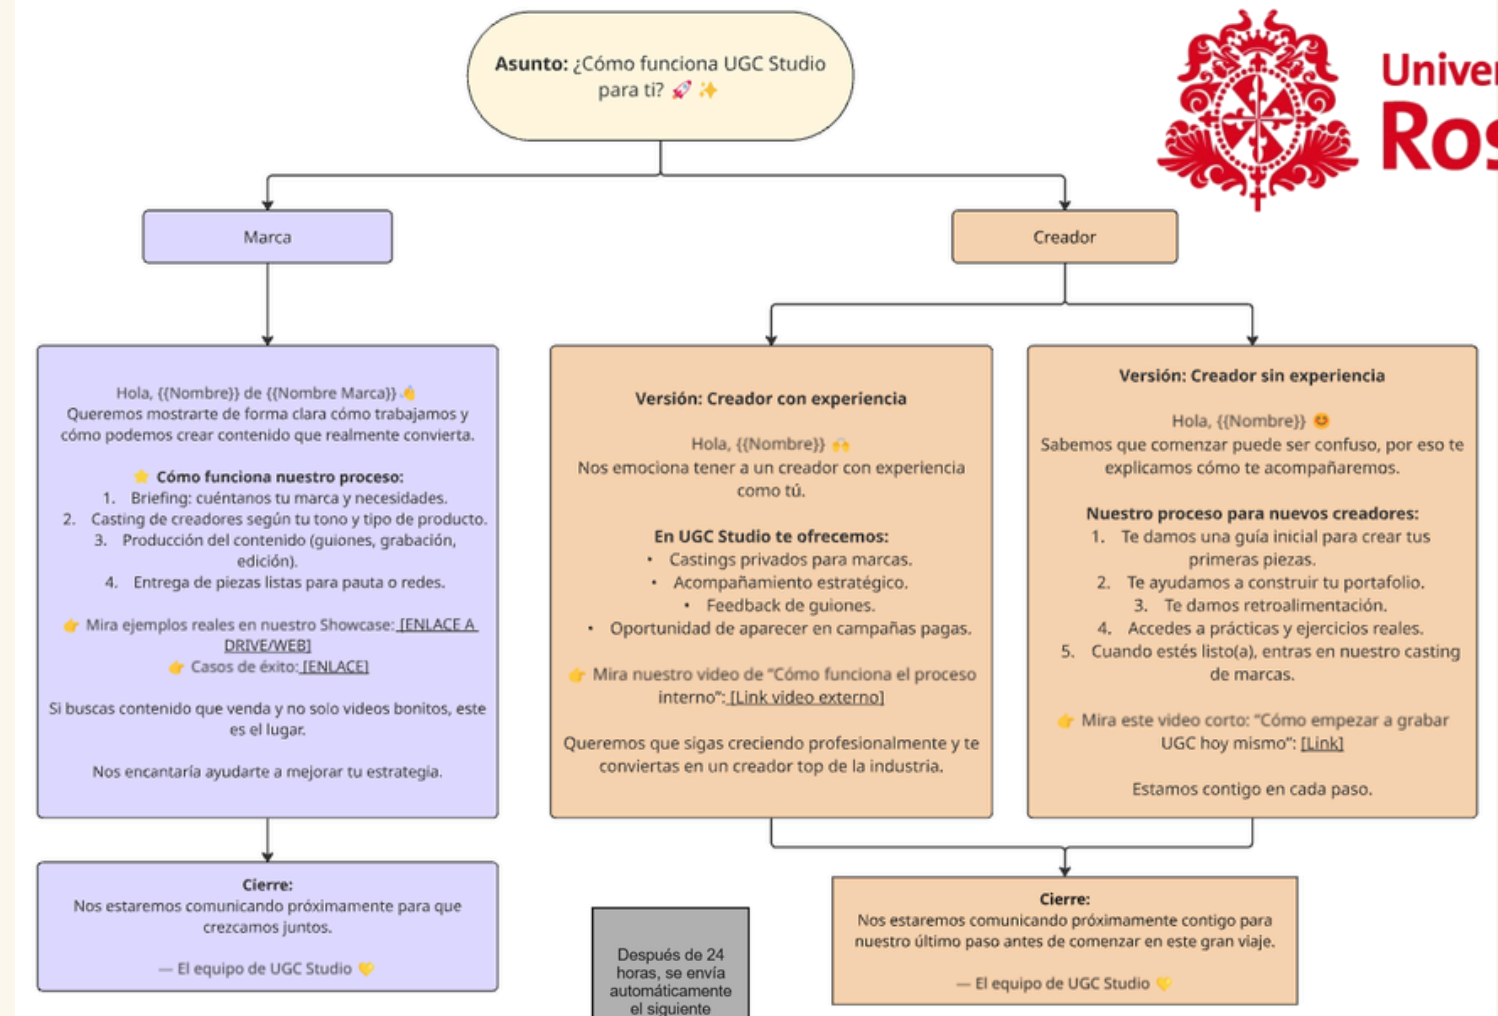 Asunto: ¿Cómo funciona UGC Studio
para ti? 🚀 ✨
Univer
Ros
Marca
Creador
Hola, {{Nombre}} de {{Nombre Marca}} 👋
Queremos mostrarte de forma clara cómo trabajamos y
cómo podemos crear contenido que realmente convierta.
⭐ Cómo funciona nuestro proceso:
1. Briefing: cuéntanos tu marca y necesidades.
2. Casting de creadores según tu tono y tipo de producto.
3. Producción del contenido (guiones, grabación,
edición).
4. Entrega de piezas listas para pauta o redes.
👉 Mira ejemplos reales en nuestro Showcase: [ENLACE A
DRIVE/WEB]
👉 Casos de éxito: [ENLACE]
Si buscas contenido que venda y no solo videos bonitos, este
es el lugar.
Nos encantaría ayudarte a mejorar tu estrategia.
Versión: Creador con experiencia
Hola, {{Nombre}} 🙌
Nos emociona tener a un creador con experiencia
como tú.
En UGC Studio te ofrecemos:
• Castings privados para marcas.
• Acompañamiento estratégico.
• Feedback de guiones.
• Oportunidad de aparecer en campañas pagas.
👉 Mira nuestro video de “Cómo funciona el proceso
interno”: [Link video externo]
Queremos que sigas creciendo profesionalmente y te
conviertas en un creador top de la industria.
Versión: Creador sin experiencia
Hola, {{Nombre}} 😊
Sabemos que comenzar puede ser confuso, por eso te
explicamos cómo te acompañaremos.
Nuestro proceso para nuevos creadores:
1. Te damos una guía inicial para crear tus
primeras piezas.
2. Te ayudamos a construir tu portafolio.
3. Te damos retroalimentación.
4. Accedes a prácticas y ejercicios reales.
5. Cuando estés listo(a), entras en nuestro casting
de marcas.
👉 Mira este video corto: “Cómo empezar a grabar
UGC hoy mismo”: [Link]
Estamos contigo en cada paso.
Cierre:
Nos estaremos comunicando próximamente para que
crezcamos juntos.
— El equipo de UGC Studio 💛
Después de 24
horas, se envía
automáticamente
el siguiente
Cierre:
Nos estaremos comunicando próximamente contigo para
nuestro último paso antes de comenzar en este gran viaje.
— El equipo de UGC Studio 💛